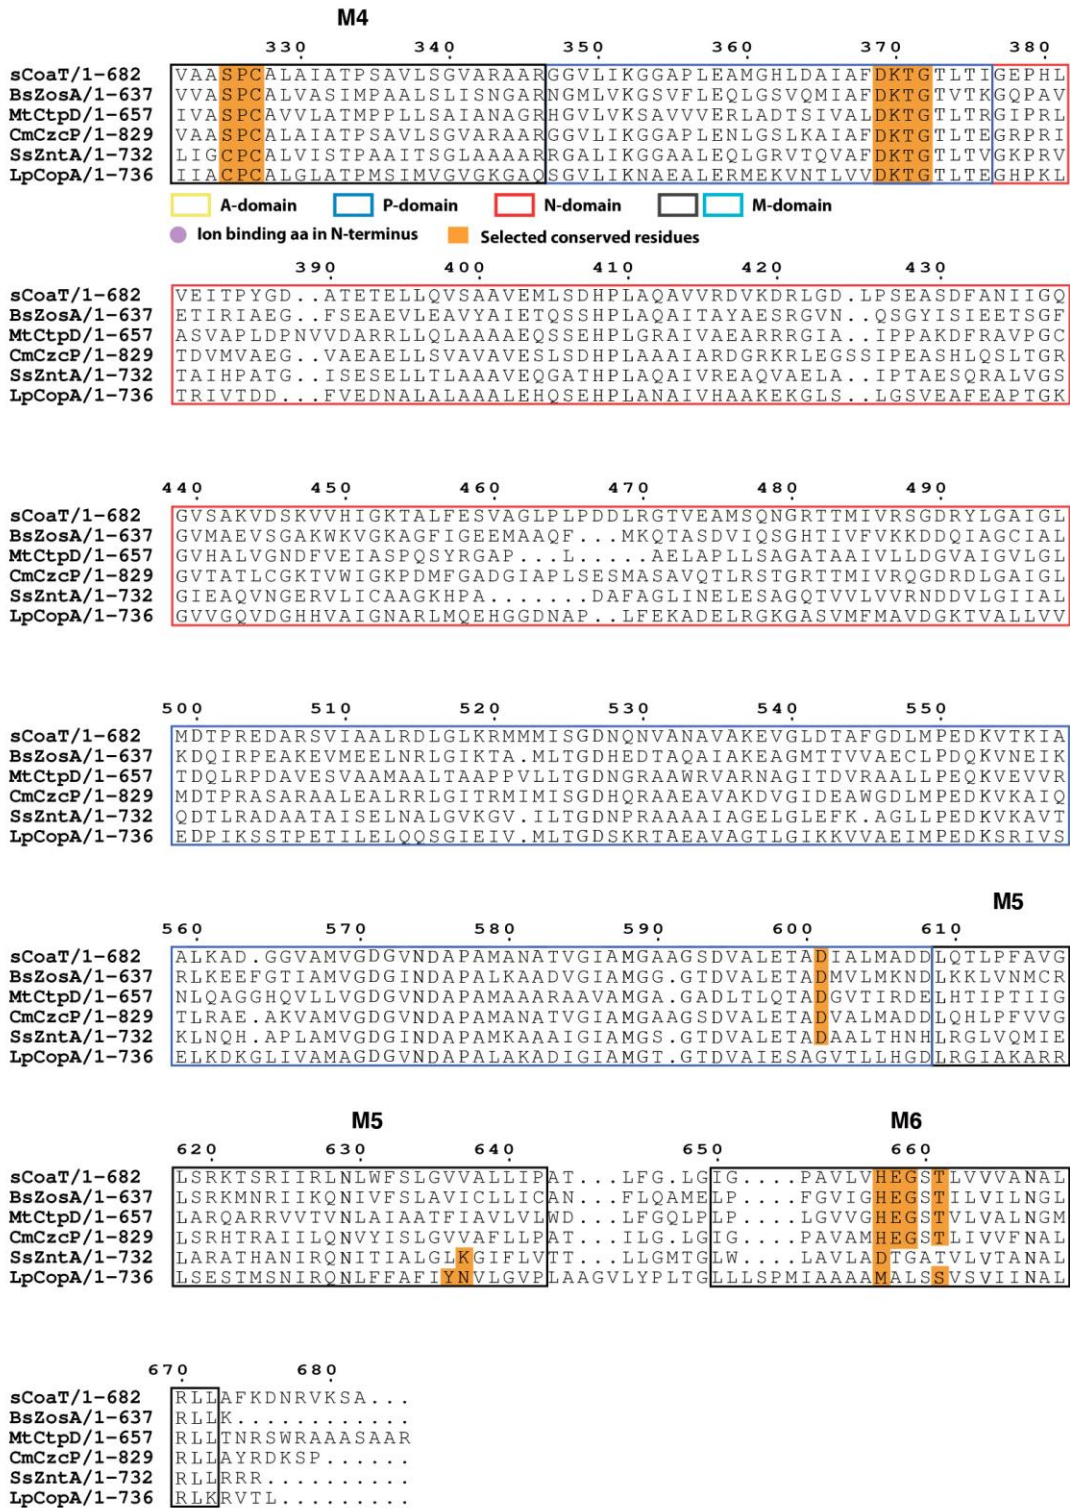 M4
330 340 350 360 370 380
sCoaT/1-682 VAASPCALAIATPSAVLSGVARAARGGVLIKGGAPLEAMGHLDAIAFDKTGTLTIGEPHL
BsZosA/1-637 VVASPCALVASIMPAALSLISNGARNGMLVKGSVFLEQLGSVQMIAFDKTGTVTKGQPAV
MtCtpD/1-657 IVASPCAVVLATMPPLLSAIANAGRHGVLVKSAVVVERLADTSIVALDKTGTLTRGIPRL
CmCzcP/1-829 VAASPCALAIATPSAVLSGVARAARGGVLIKGGAPLENLGSLKAIAFDKTGTLTEGRPRI
SsZntA/1-732 LIGCPCALVISTPAAITSGLAAAARRGALIKGGAALEQLGRVTQVAFDKTGTLTVGKPRV
LpCopA/1-736 IIACPCALGLATPMSIMVGVGKGAQSGVLIKNAEALERMEKVNTLVVDKTGTLTEGHPKL
A-domain P-domain N-domain M-domain
Ion binding aa in N-terminus Selected conserved residues
390 400 410 420 430
sCoaT/1-682 VEITPYGD..ATETELLQVSAAVEMLSDHPLAQAVVRDVKDRLGD.LPSEASDFANIIGQ
BsZosA/1-637 ETIRIAEG..FSEAEVLEAVYAIETQSSHPLAQAITAYAESRGVN..QSGYISIEETSGF
MtCtpD/1-657 ASVAPLDPNVVDARRLLQLAAAAEQSSEHPLGRAIVAEARRRGIA..IPPAKDFRAVPGC
CmCzcP/1-829 TDVMVAEG..VAEAELLSVAVAVESLSDHPLAAAIARDGRKRLEGSSIPEASHLQSLTGR
SsZntA/1-732 TAIHPATG..ISESELLTLAAAVEQGATHPLAQAIVREAQVAELA..IPTAESQRALVGS
LpCopA/1-736 TRIVTDD...FVEDNALALAAALEHQSEHPLANAIVHAAKEKGLS..LGSVEAFEAPTGK
440 450 460 470 480 490
sCoaT/1-682 GVSAKVDSKVVHIGKTALFESVAGLPLPDDLRGTVEAMSQNGRTTMIVRSGDRYLGAIGL
BsZosA/1-637 GVMAEVSGAKWKVGKAGFIGEEMAAQF...MKQTASDVIQSGHTIVFVKKDDQIAGCIAL
MtCtpD/1-657 GVHALVGNDFVEIASPQSYRGAP...L......AELAPLLSAGATAAIVLLDGVAIGVLGL
CmCzcP/1-829 GVTATLCGKTVWIGKPDMFGADGIAPLSESMASAVQTLRSTGRTTMIVRQGDRDLGAIGL
SsZntA/1-732 GIEAQVNGERVLICAAGKHPA.......DAFAGLINELESAGQTVVLVVRNDDVLGIIAL
LpCopA/1-736 GVVGQVDGHHVAIGNARLMQEHGGDNAP..LFEKADELRGKGASVMFMAVDGKTVALLVV
500 510 520 530 540 550
sCoaT/1-682 MDTPREDARSVIAALRDLGLKRMMMISGDNQNVANAVAKEVGLDTAFGDLMPEDKVTKIA
BsZosA/1-637 KDQIRPEAKEVMEELNRLGIKTA.MLTGDHEDTAQAIAKEAGMTTVVAECLPDQKVNEIK
MtCtpD/1-657 TDQLRPDAVESVAAMAALTAAPPVLLTGDNGRAAWRVARNAGITDVRAALLPEQKVEVVR
CmCzcP/1-829 MDTPRASARAALEALRRLGITRMIMISGDHQRAAEAVAKDVGIDEAWGDLMPEDKVKAIQ
SsZntA/1-732 QDTLRADAATAISELNALGVKGV.ILTGDNPRAAAAIAGELGLEFK.AGLLPEDKVKAVT
LpCopA/1-736 EDPIKSSTPETILELQQSGIEIV.MLTGDSKRTAEAVAGTLGIKKVVAEIMPEDKSRIVS
M5
560 570 580 590 600 610
sCoaT/1-682 ALKAD.GGVAMVGDGVNDAPAMANATVGIAMGAAGSDVALETADIALMADDLQTLPFAVG
BsZosA/1-637 RLKEEFGTIAMVGDGINDAPALKAADVGIAMGG.GTDVALETADMVLMKNDLKKLVNMCR
MtCtpD/1-657 NLQAGGHQVLLVGDGVNDAPAMAAARAAVAMGA.GADLTLQTADGVTIRDELHTIPTIIG
CmCzcP/1-829 TLRAE.AKVAMVGDGVNDAPAMANATVGIAMGAAGSDVALETADVALMADDLQHLPFVVG
SsZntA/1-732 KLNQH.APLAMVGDGINDAPAMKAAAIGIAMGS.GTDVALETADAALTHNHLRGLVQMIE
LpCopA/1-736 ELKDKGLIVAMAGDGVNDAPALAKADIGIAMGT.GTDVAIESAGVTLLHGDLRGIAKARR
M5 M6
620 630 640 650 660
sCoaT/1-682 LSRKTSRIIRLNLWFSLGVVALLIPAT...LFG.LGIG....PAVLVHEGSTLVVVANAL
BsZosA/1-637 LSRKMNRIIKQNIVFSLAVICLLICAN...FLQAMELP....FGVIGHEGSTILVILNGL
MtCtpD/1-657 LARQARRVVTVNLAIAATFIAVLVLWD...LFGQLPLP....LGVVGHEGSTVLVALNGM
CmCzcP/1-829 LSRHTRAIILQNVYISLGVVAFLLPAT...LFG.LGIG....PAVAMHEGSTLIVVFNAL
SsZntA/1-732 LARATHANIRQNITIALGLKGIFLVTT...LLGMTGLW....LAVLADTGATVLVTANAL
LpCopA/1-736 LSESTMSNIRQNLFFAFIYNVLGVPLAAGVLYPLTGLLLSPMIAAAAMALSSVSVIINAL
670 680
sCoaT/1-682 RLLAFKDNRVKSA...
BsZosA/1-637 RLLK............
MtCtpD/1-657 RLLTNRSWRAAASAAR
CmCzcP/1-829 RLLAYRDKSP......
SsZntA/1-732 RLLRRR..........
LpCopA/1-736 RLKRVTL.........